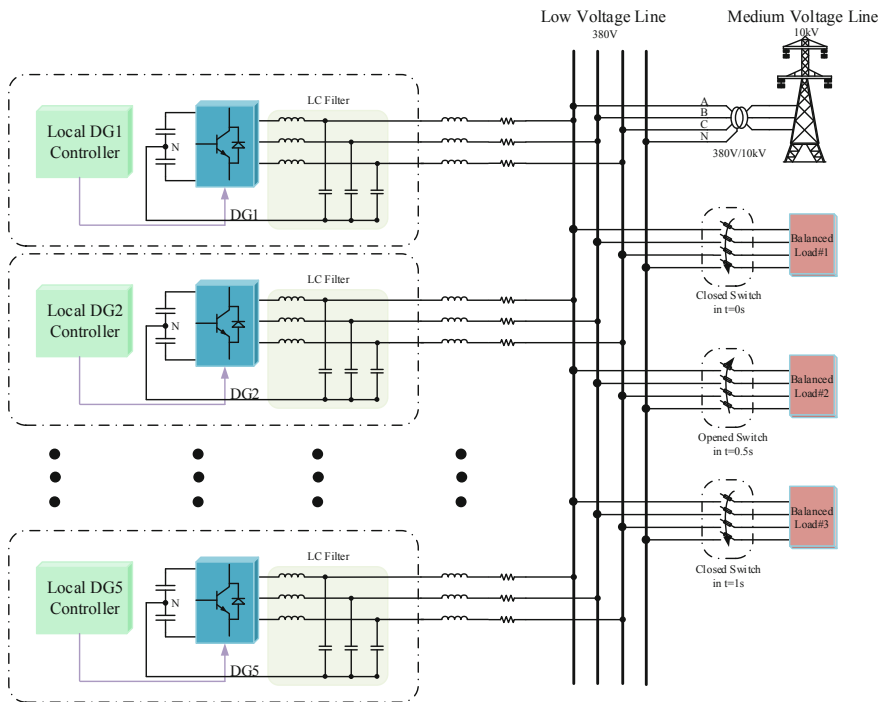 Low Voltage Line
380V
Medium Voltage Line
10kV
LC Filter
Local DG1
Controller
N
DG1
A
B
C
N
380V/10kV
Balanced
Load#1
Closed Switch
in t=0s
LC Filter
Local DG2
Controller
N
DG2
Balanced
Load#2
Opened Switch
in t=0.5s
Balanced
Load#3
Closed Switch
in t=1s
LC Filter
Local DG5
Controller
N
DG5